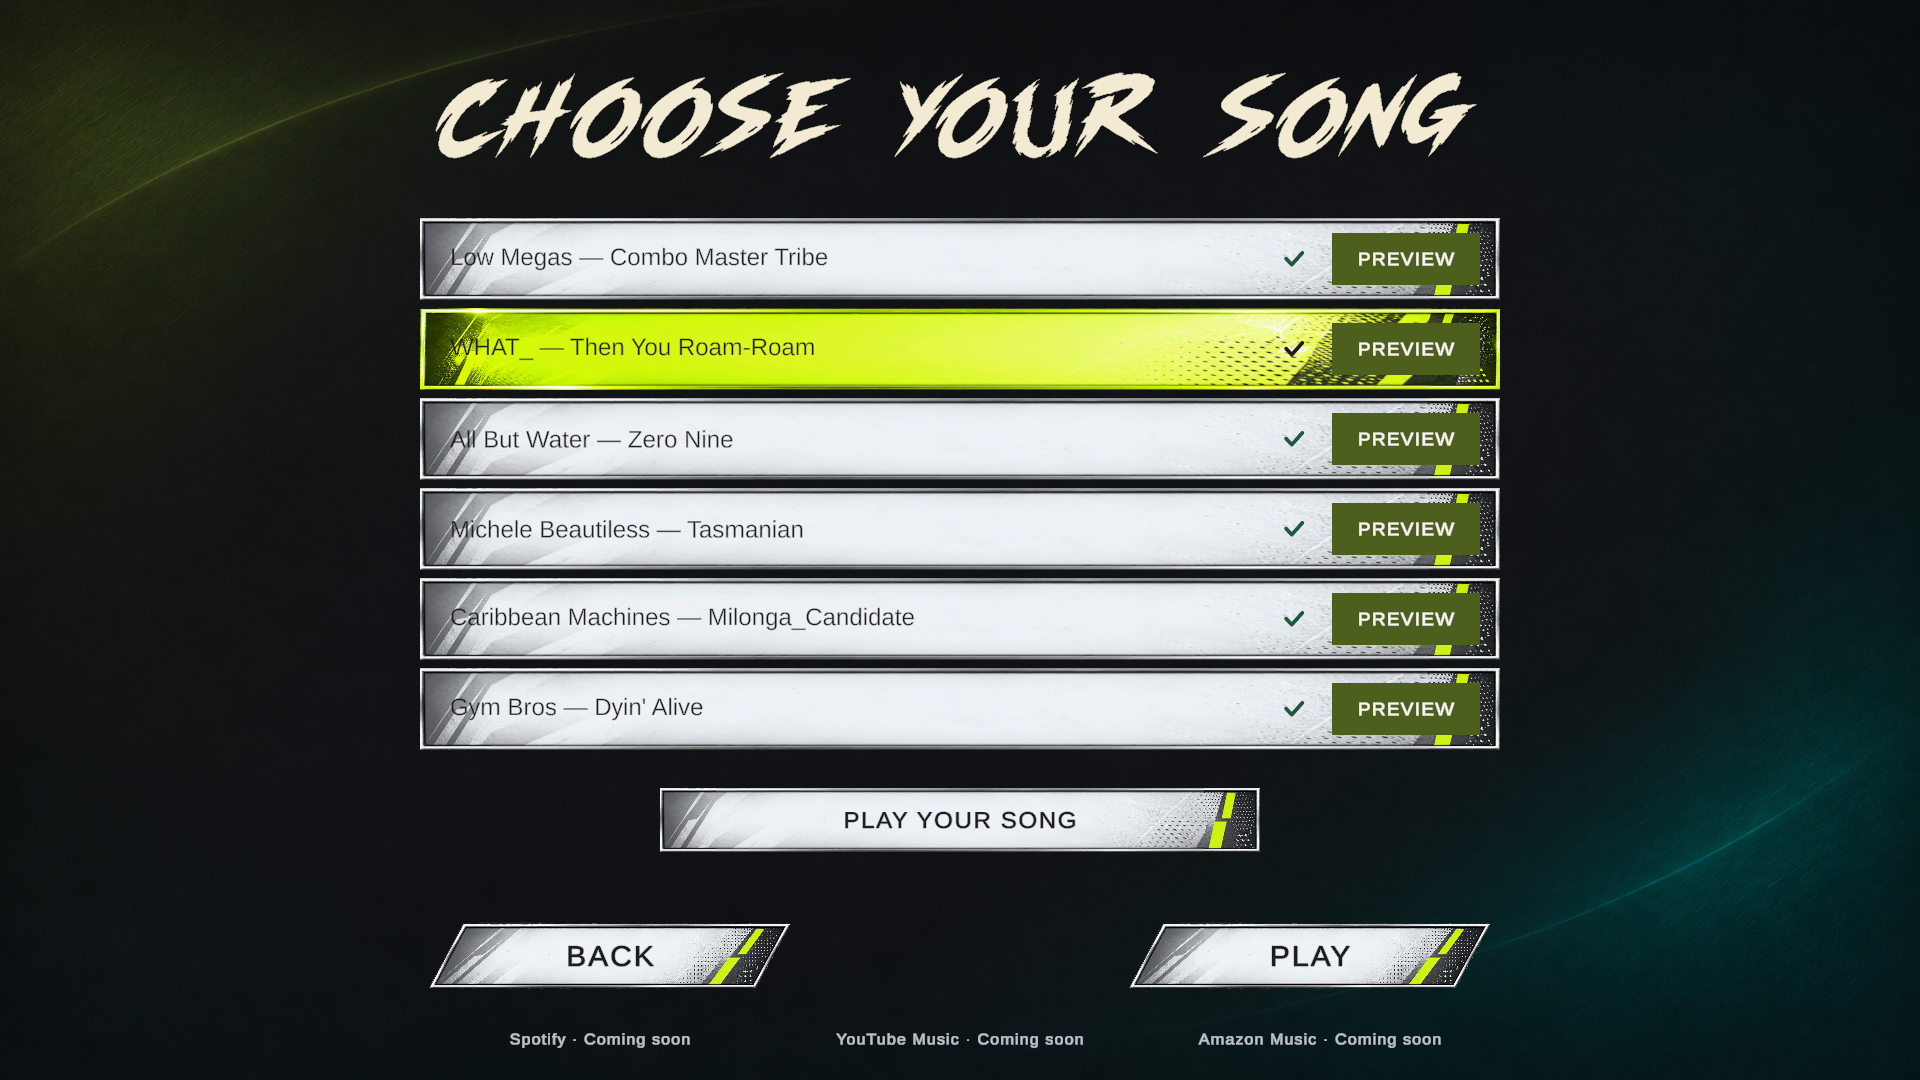 CHOOSE YOUR SONG
Low Megas — Combo Master Tribe
PREVIEW
WHAT_ — Then You Roam-Roam
PREVIEW
All But Water — Zero Nine
PREVIEW
Michele Beautiless — Tasmanian
PREVIEW
Caribbean Machines — Milonga_Candidate
PREVIEW
Gym Bros — Dyin' Alive
PREVIEW
PLAY YOUR SONG
BACK
PLAY
Spotify · Coming soon
YouTube Music · Coming soon
Amazon Music · Coming soon